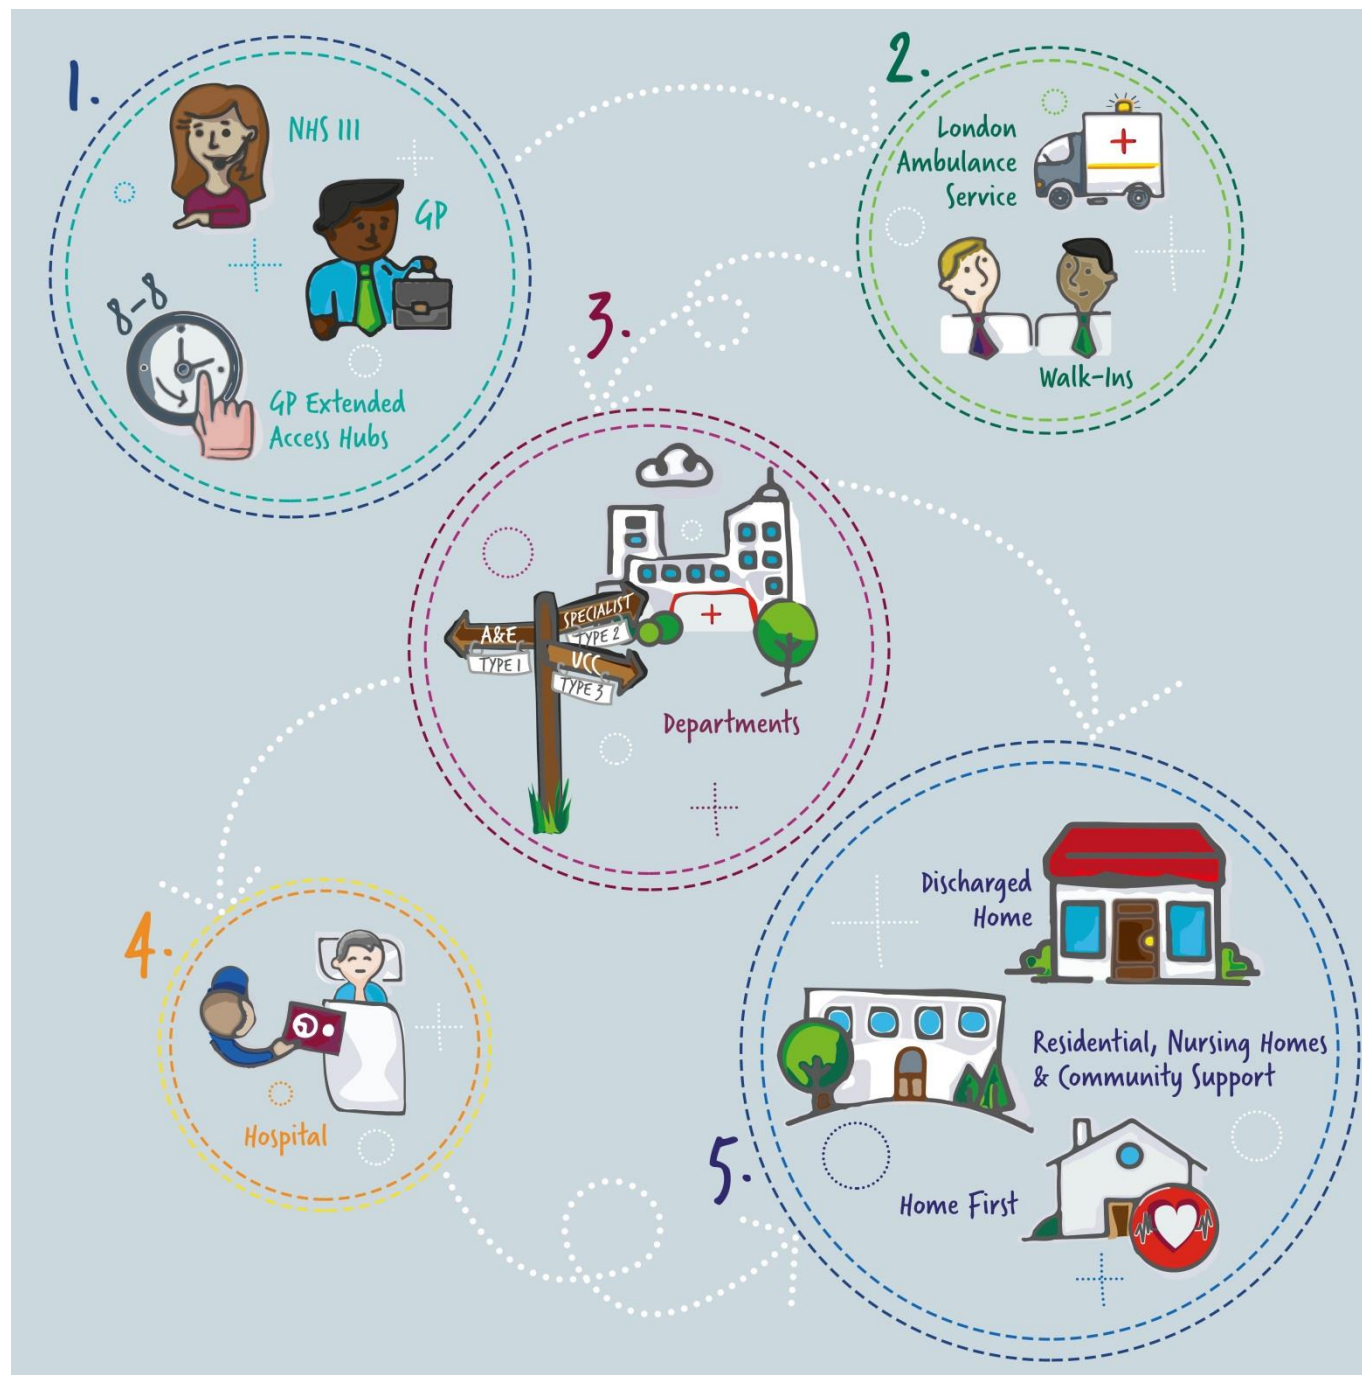 1.
NHS 111
GP
8-8
GP Extended
Access Hubs
2.
London
Ambulance
Service
Walk-Ins
3.
A&E
TYPE 1
SPECIALIST
TYPE 2
UCC
TYPE 3
Departments
4.
Hospital
5.
Discharged
Home
Residential, Nursing Homes
& Community Support
Home First